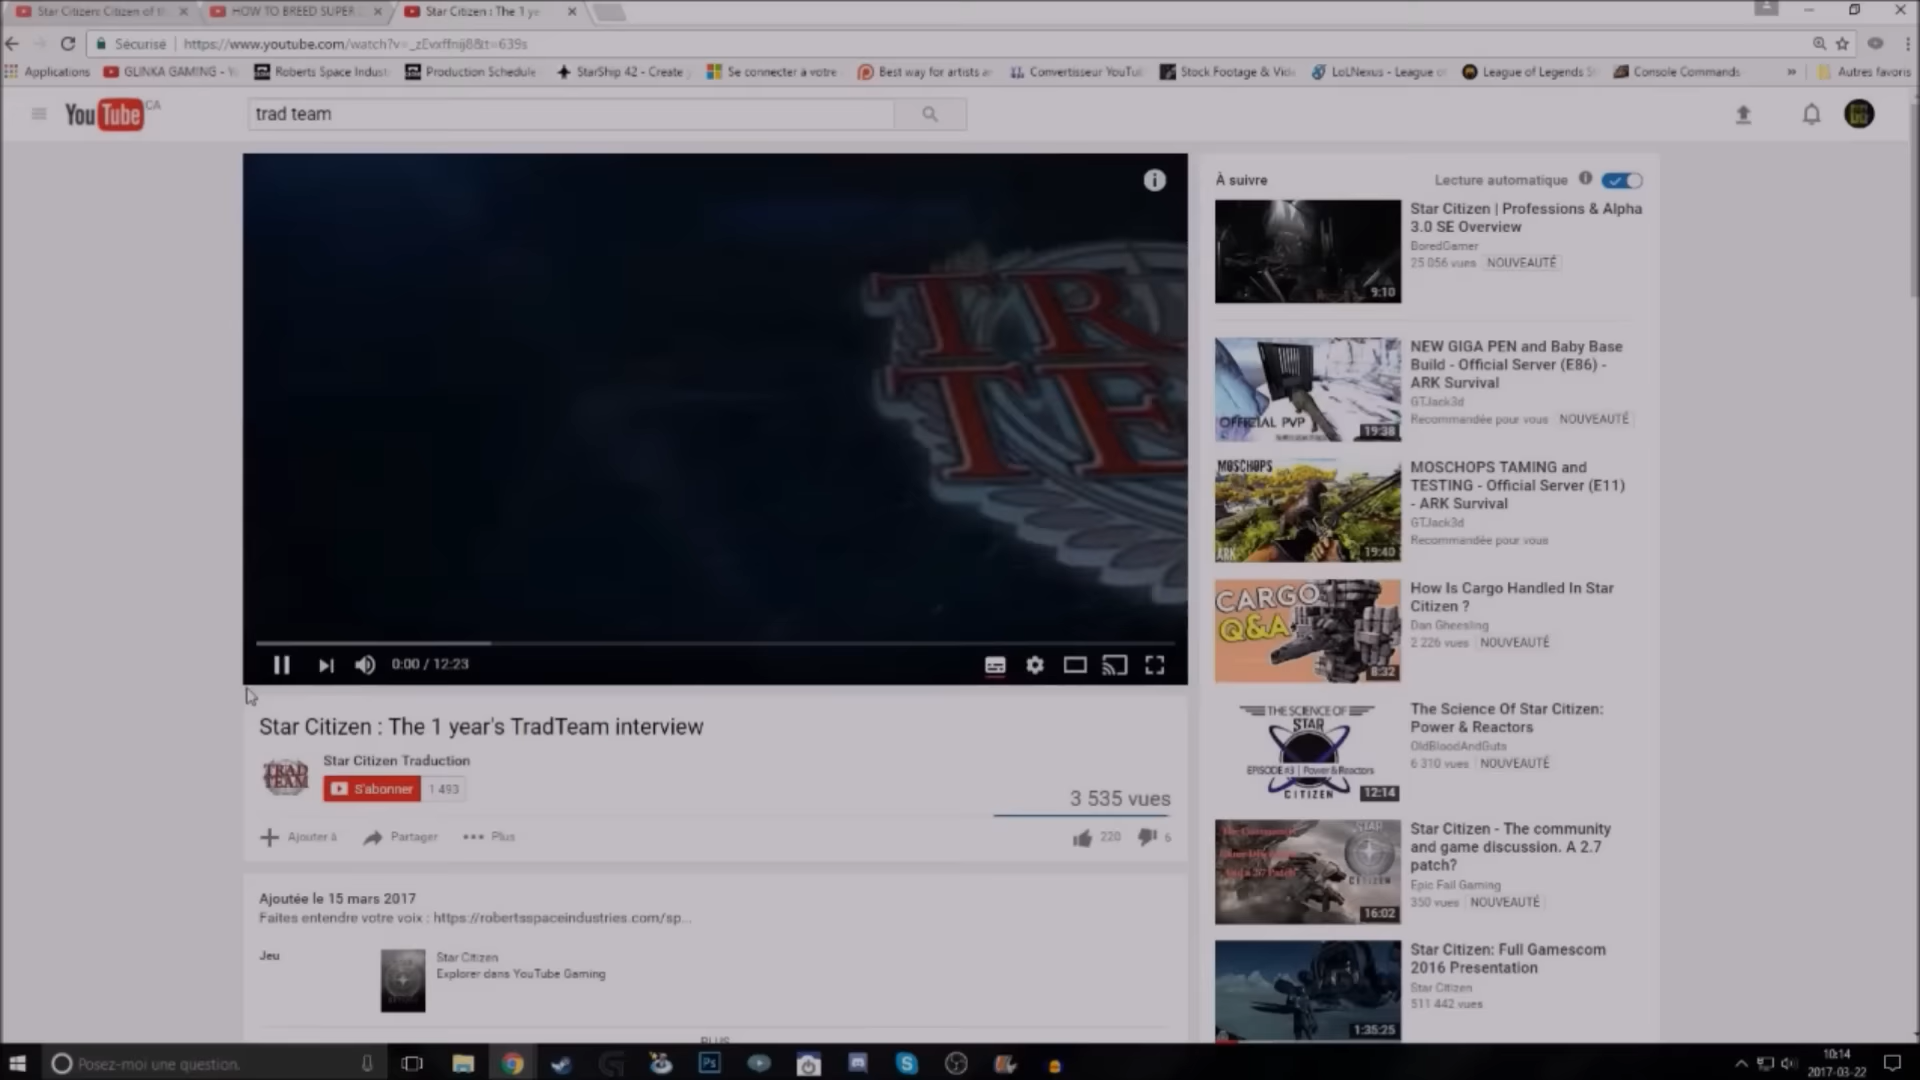 Star Citizen: Citizen of th
HOW TO BREED SUPER
Star Citizen : The 1 ye
Sécurisé
https://www.youtube.com/watch?v=_zEvxffnij8&t=639s
Applications
GLINKA GAMING - Y
Roberts Space Indust
Production Schedule
StarShip 42 - Create
Se connecter à votre
Best way for artists a
Convertisseur YouTu
Stock Footage & Vid
LoLNexus - League o
League of Legends S
Console Commands
»
Autres favoris
YouTube CA
trad team
TR
TE
0:00 / 12:23
Star Citizen : The 1 year's TradTeam interview
TRAD
TEAM
Star Citizen Traduction
S'abonner
1 493
3 535 vues
Ajouter à
Partager
Plus
220
6
Ajoutée le 15 mars 2017
Faites entendre votre voix : https://robertsspaceindustries.com/sp...
Jeu
Star Citizen
Explorer dans YouTube Gaming
PLUS
À suivre
Lecture automatique
9:10
Star Citizen | Professions & Alpha
3.0 SE Overview
BoredGamer
25 056 vues
NOUVEAUTÉ
OFFICIAL PVP
19:38
NEW GIGA PEN and Baby Base
Build - Official Server (E86) -
ARK Survival
GTJack3d
Recommandée pour vous
NOUVEAUTÉ
MOSCHOPS
ARK
19:40
MOSCHOPS TAMING and
TESTING - Official Server (E11)
- ARK Survival
GTJack3d
Recommandée pour vous
CARGO
Q&A
8:32
How Is Cargo Handled In Star
Citizen ?
Dan Gheesling
2 226 vues
NOUVEAUTÉ
THE SCIENCE OF
STAR
EPISODE #3 | Power & Reactors
CITIZEN
12:14
The Science Of Star Citizen:
Power & Reactors
OldBloodAndGuts
6 310 vues
NOUVEAUTÉ
STAR
CITIZEN
16:02
Star Citizen - The community
and game discussion. A 2.7
patch?
Epic Fail Gaming
350 vues
NOUVEAUTÉ
1:35:25
Star Citizen: Full Gamescom
2016 Presentation
Star Citizen
511 442 vues
Posez-moi une question.
Ps
10:14
2017-03-22